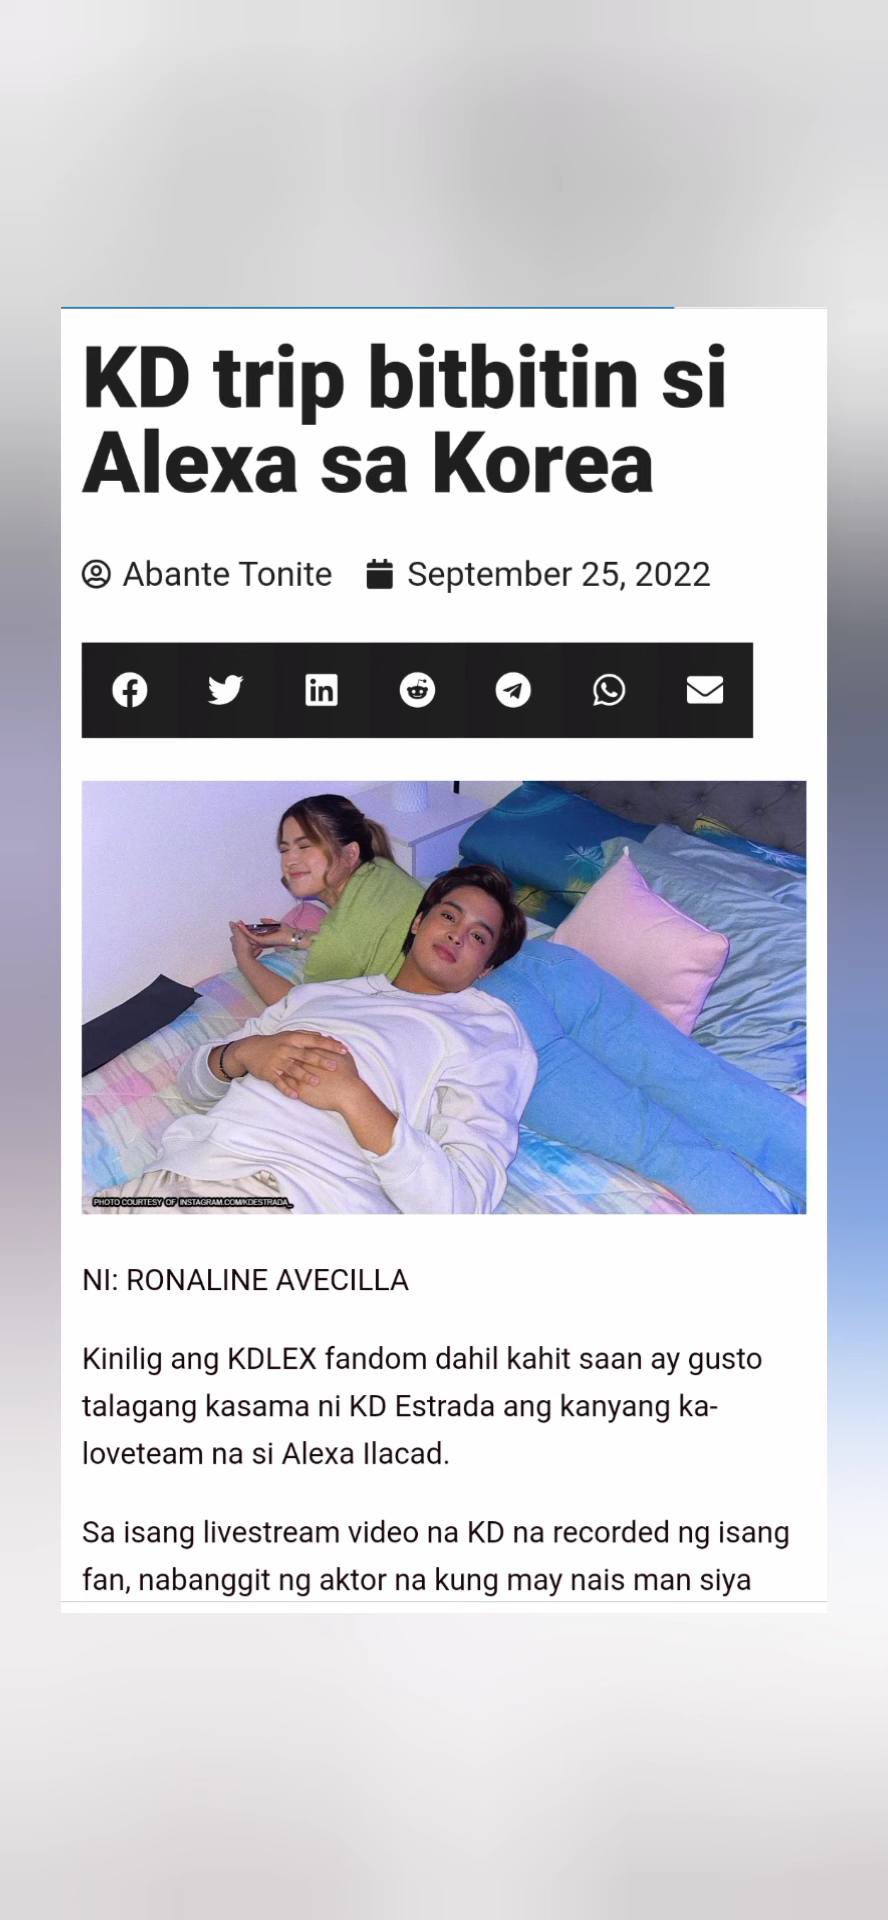 KD trip bitbitin si
Alexa sa Korea
Abante Tonite September 25, 2022
PHOTO COURTESY OF INSTAGRAM.COM/KDESTRADA_
NI: RONALINE AVECILLA
Kinilig ang KDLEX fandom dahil kahit saan ay gusto
talagang kasama ni KD Estrada ang kanyang ka-
loveteam na si Alexa Ilacad.
Sa isang livestream video na KD na recorded ng isang
fan, nabanggit ng aktor na kung may nais man siya